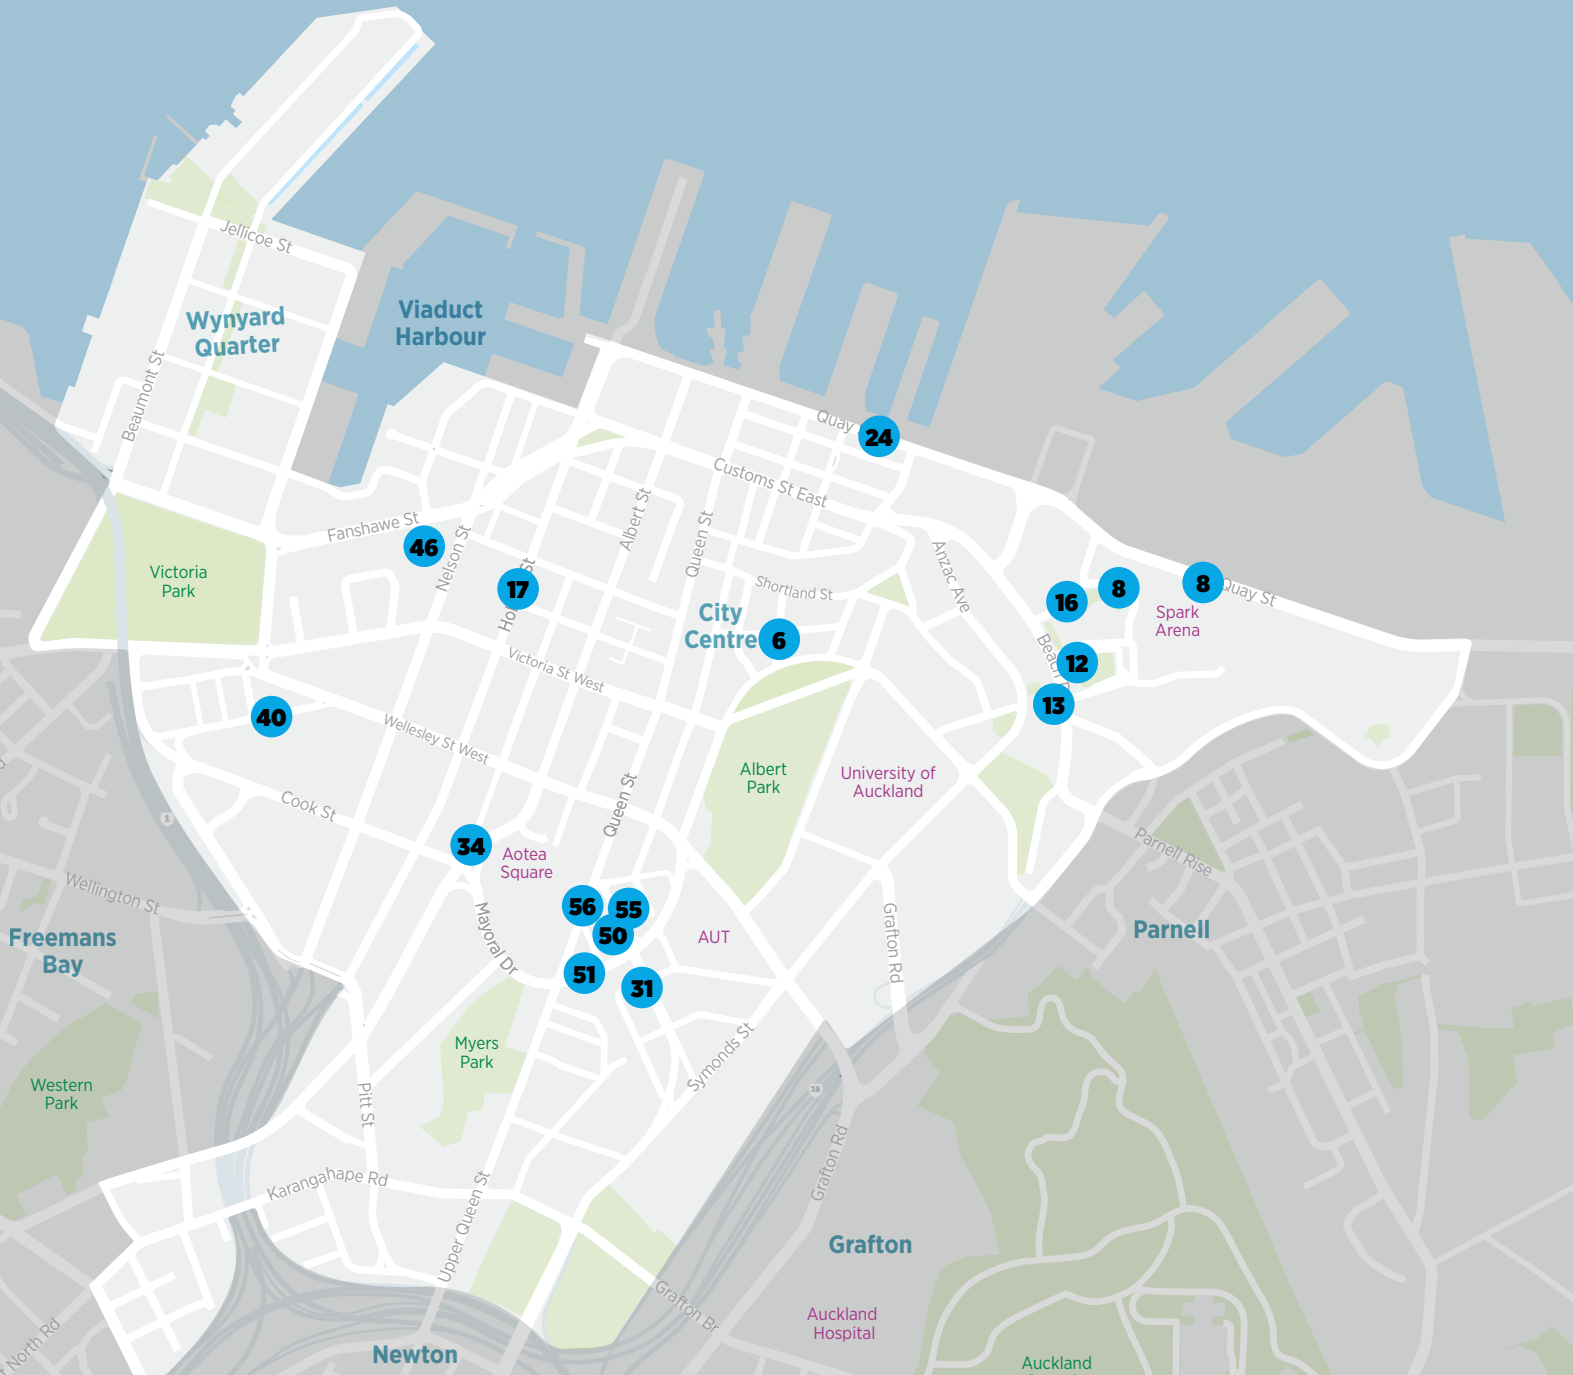 Jellicoe St
Wynyard
Quarter
Viaduct
Harbour
Beaumont St
Quay
24
Customs St East
Fanshawe St
46
Nelson St
Albert St
Queen St
Anzac Ave
17
St
Victoria
Park
Shortland St
City
Centre
6
16
8
8
Quay St
Spark
Arena
Beach
12
13
Victoria St West
40
Wellesley St West
Albert
Park
University of
Auckland
Queen St
Cook St
34
Aotea
Square
56
55
50
51
31
AUT
Mayoral Dr
Grafton Rd
Parnell Rise
Parnell
1
Wellington St
Freemans
Bay
Western
Park
Myers
Park
Symonds St
16
Pitt St
Karangahape Rd
Upper Queen St
Grafton Rd
Grafton
Grafton Br
Auckland
Hospital
Newton
North Rd
Auckland